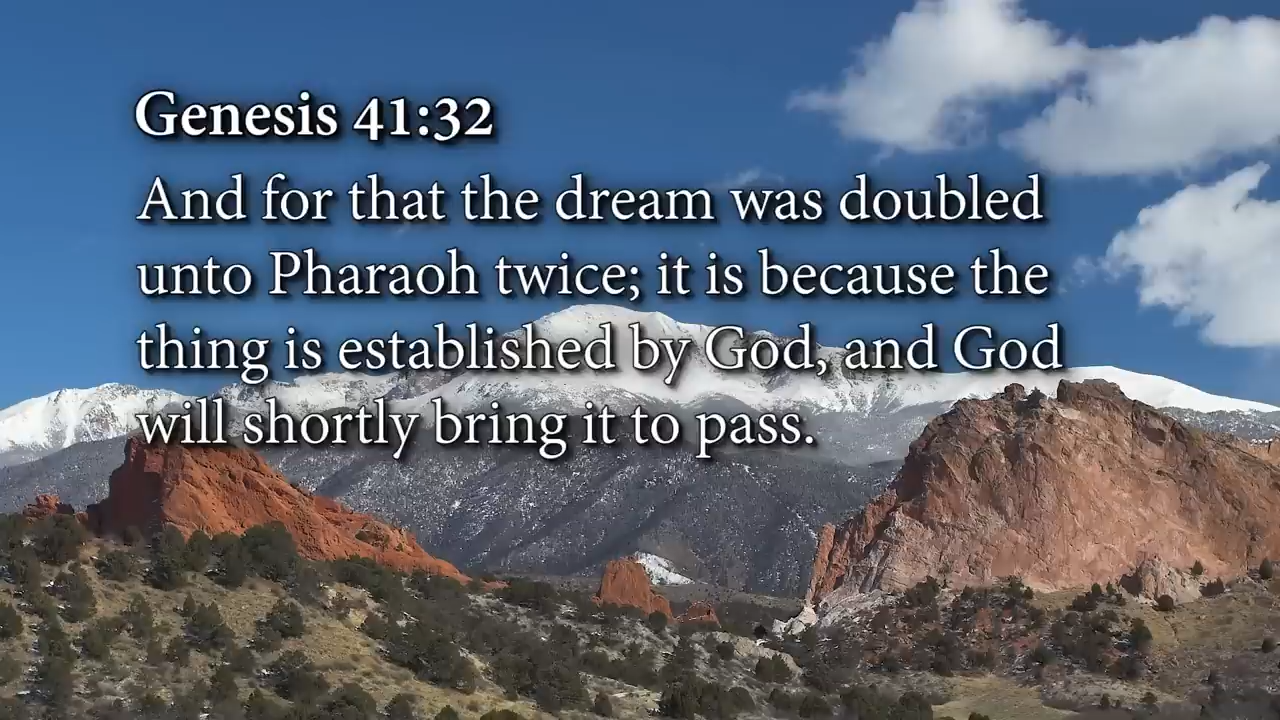 Genesis 41:32
And for that the dream was doubled
unto Pharaoh twice; it is because the
thing is established by God, and God
will shortly bring it to pass.